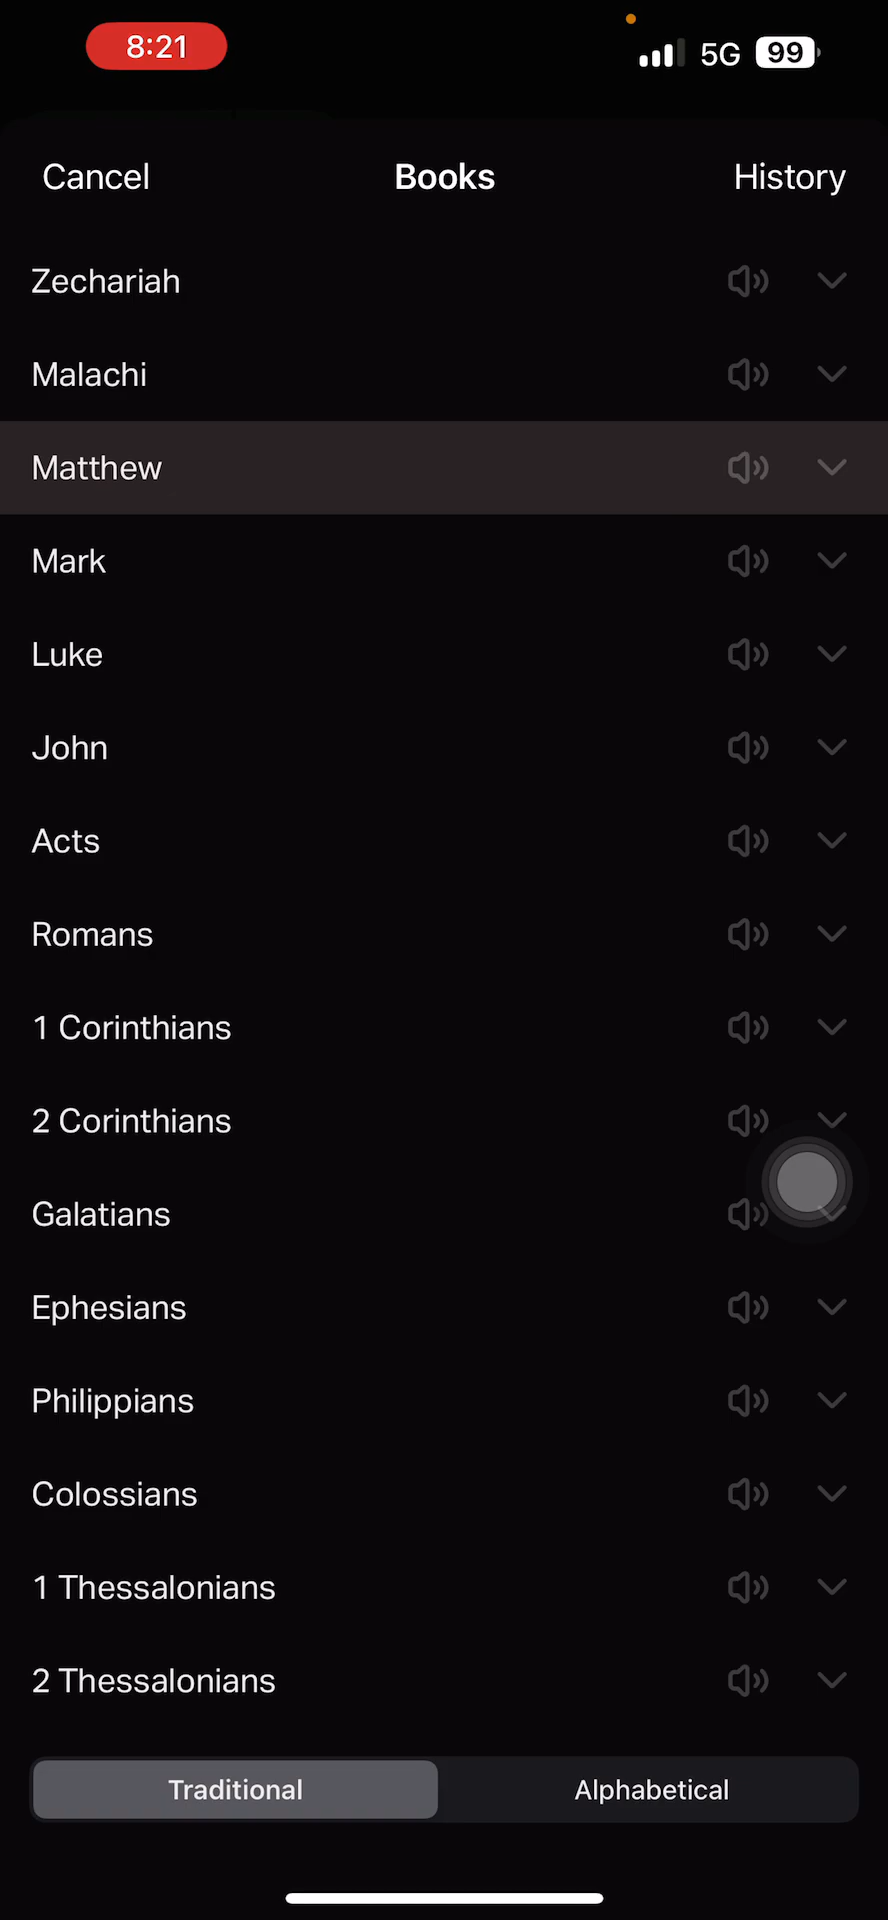 8:21
5G 99
Cancel Books History
Zechariah
Malachi
Matthew
Mark
Luke
John
Acts
Romans
1 Corinthians
2 Corinthians
Galatians
Ephesians
Philippians
Colossians
1 Thessalonians
2 Thessalonians
Traditional Alphabetical